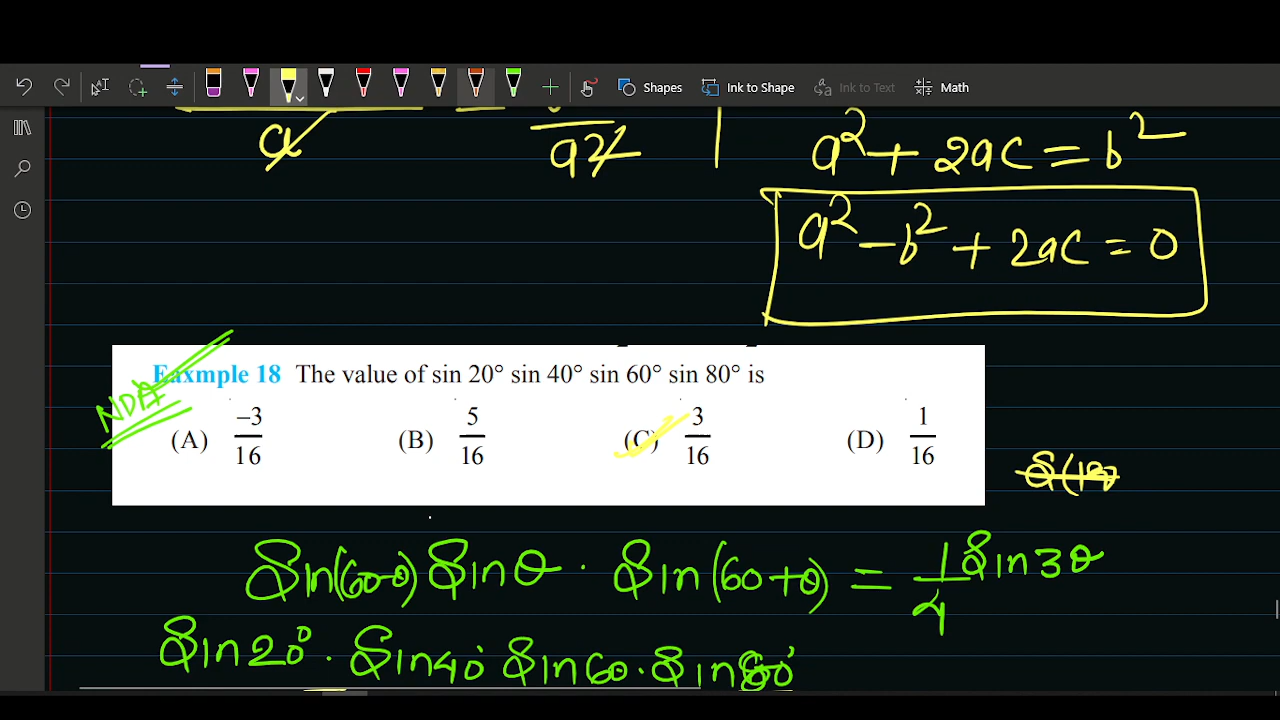 Shapes Ink to Shape Ink to Text Math
a a2
a² + 2ac = b²
a² - b² + 2ac = 0
NDA
Eaxmple 18 The value of sin 20° sin 40° sin 60° sin 80° is
(A) –3/16 (B) 5/16 (C) 3/16 (D) 1/16
Sin(60-θ) Sinθ · Sin(60+θ) = 1/4 Sin3θ
Sin20° · Sin40° Sin60 · Sin80°